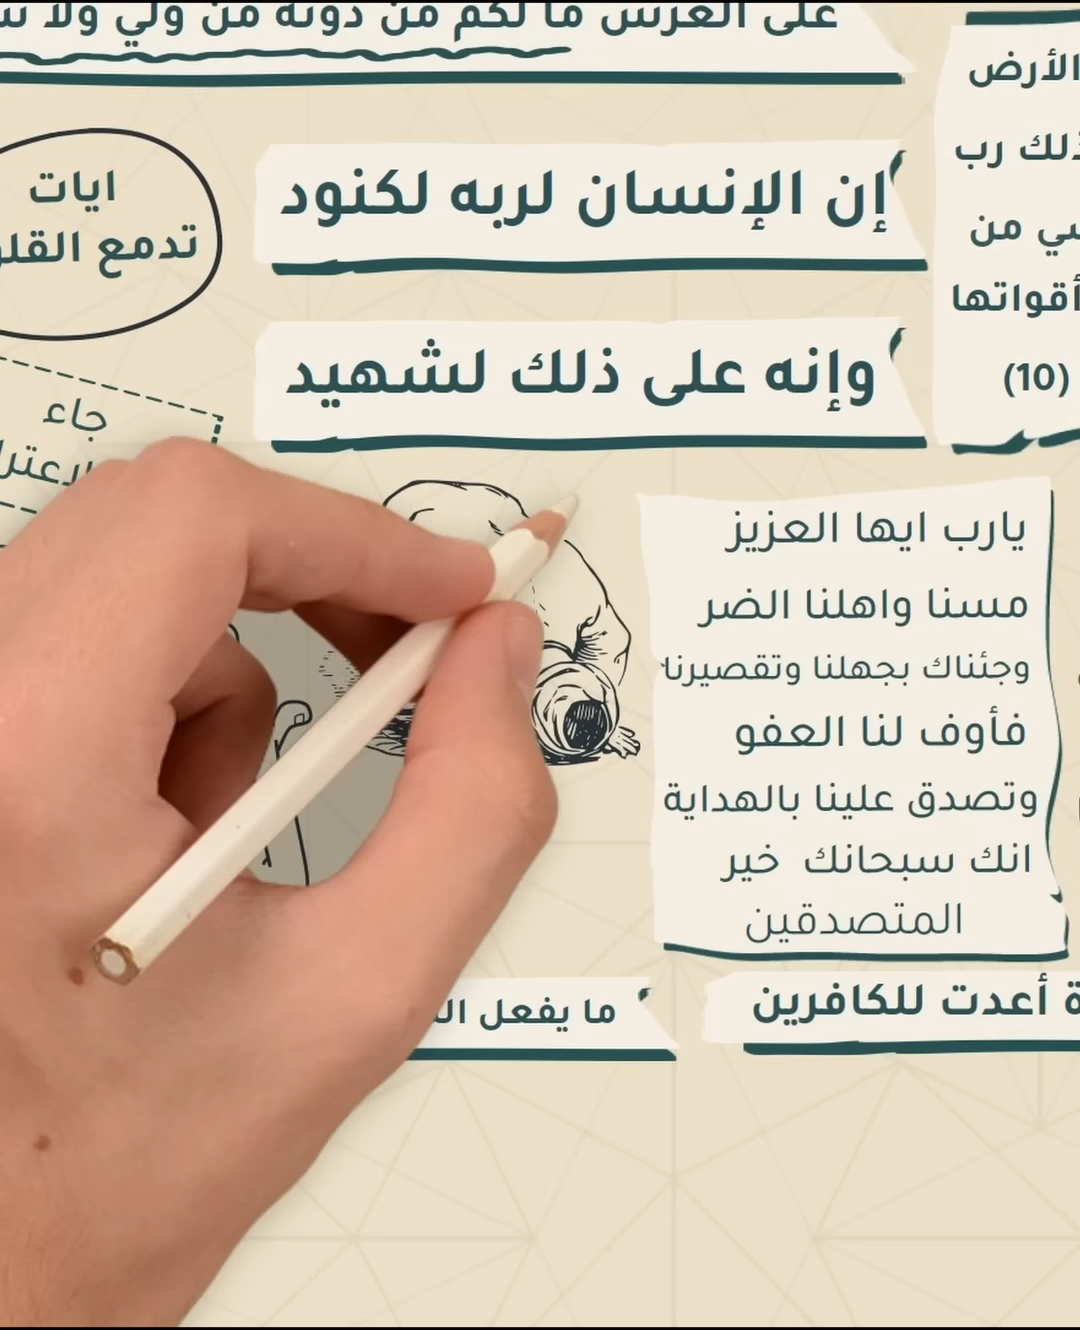 على العرش ما لكم من دونه من ولي ولا
الأرض
رب
من
أقواتها
(10)
ايات
تدمع
إن الإنسان لربه لكنود
وإنه على ذلك لشهيد
جاء
يارب ايها العزيز
مسنا واهلنا الضر
وجئناك بجهلنا وتقصيرنا
فأوف لنا العفو
وتصدق علينا بالهداية
انك سبحانك خير
المتصدقين
أعدت للكافرين
ما يفعل